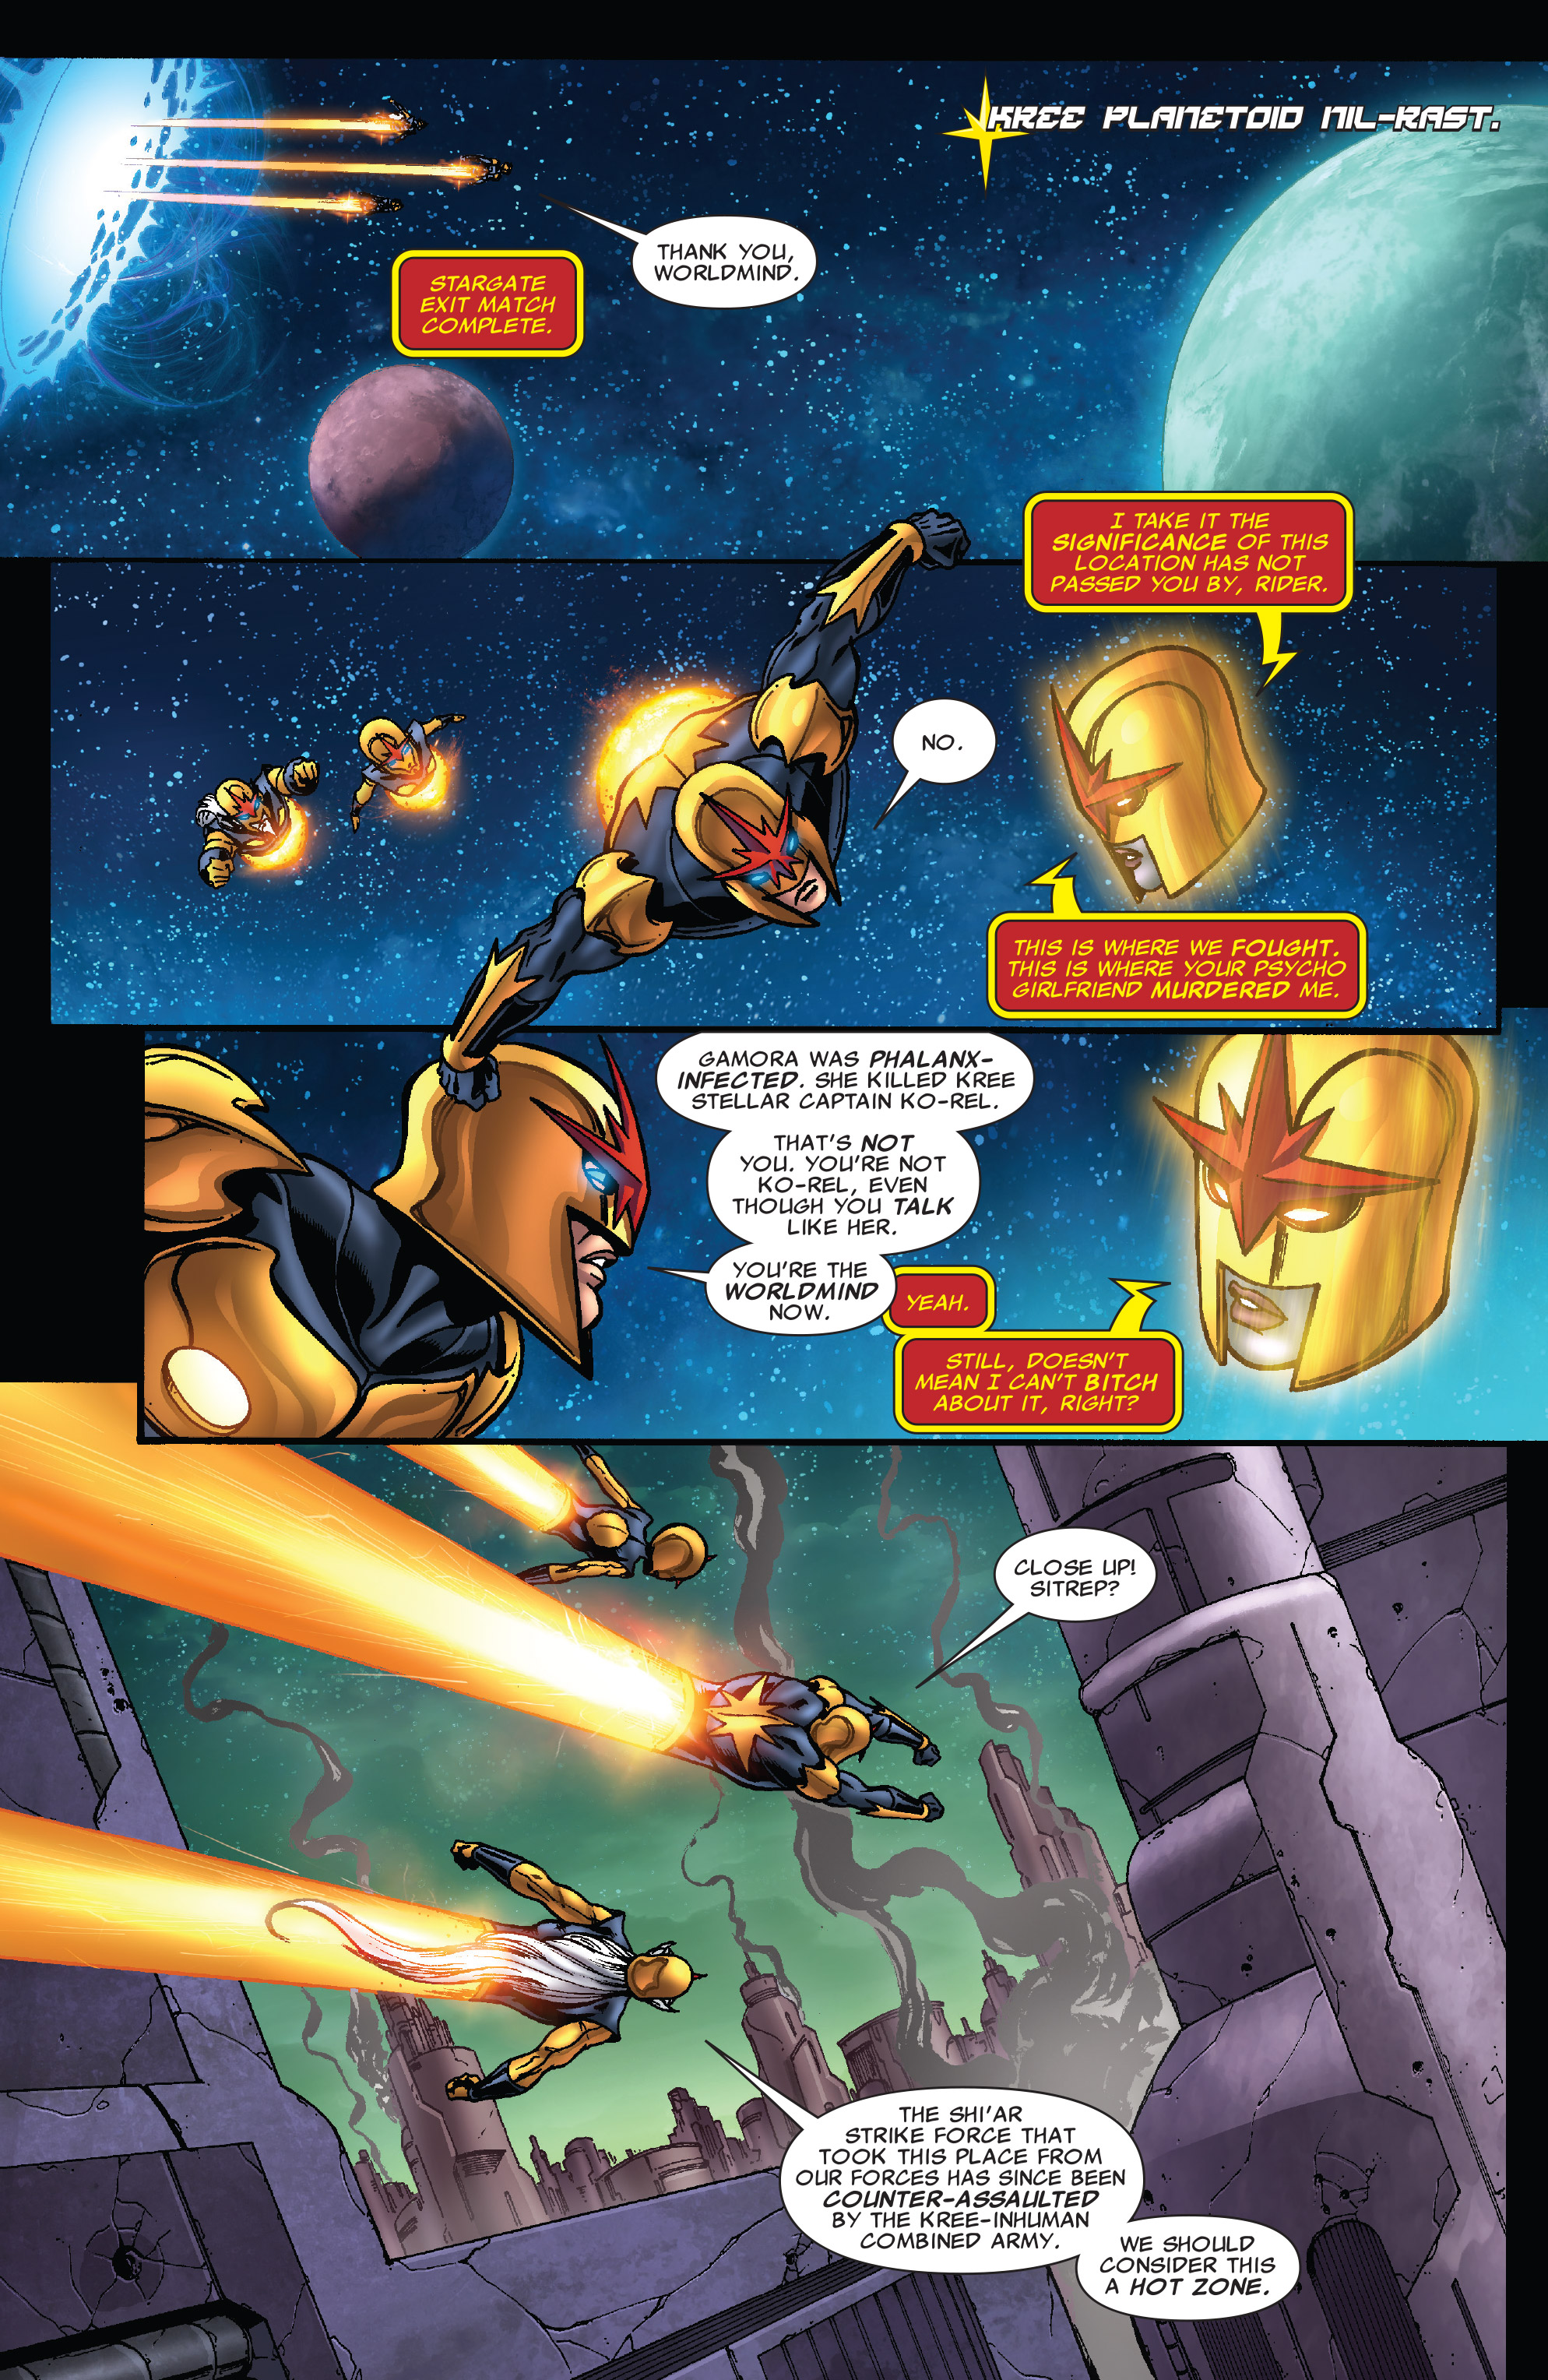 KREE PLANETOID NIL-RAST.
STARGATE
EXIT MATCH
COMPLETE.
THANK YOU,
WORLDMIND.
I TAKE IT THE
SIGNIFICANCE OF THIS
LOCATION HAS NOT
PASSED YOU BY, RIDER.
NO.
THIS IS WHERE WE FOUGHT.
THIS IS WHERE YOUR PSYCHO
GIRLFRIEND MURDERED ME.
GAMORA WAS PHALANX-
INFECTED. SHE KILLED KREE
STELLAR CAPTAIN KO-REL.
THAT'S NOT
YOU. YOU'RE NOT
KO-REL, EVEN
THOUGH YOU TALK
LIKE HER.
YOU'RE THE
WORLDMIND
NOW.
YEAH.
STILL, DOESN'T
MEAN I CAN'T BITCH
ABOUT IT, RIGHT?
CLOSE UP!
SITREP?
THE SHI'AR
STRIKE FORCE THAT
TOOK THIS PLACE FROM
OUR FORCES HAS SINCE BEEN
COUNTER-ASSAULTED
BY THE KREE-INHUMAN
COMBINED ARMY.
WE SHOULD
CONSIDER THIS
A HOT ZONE.